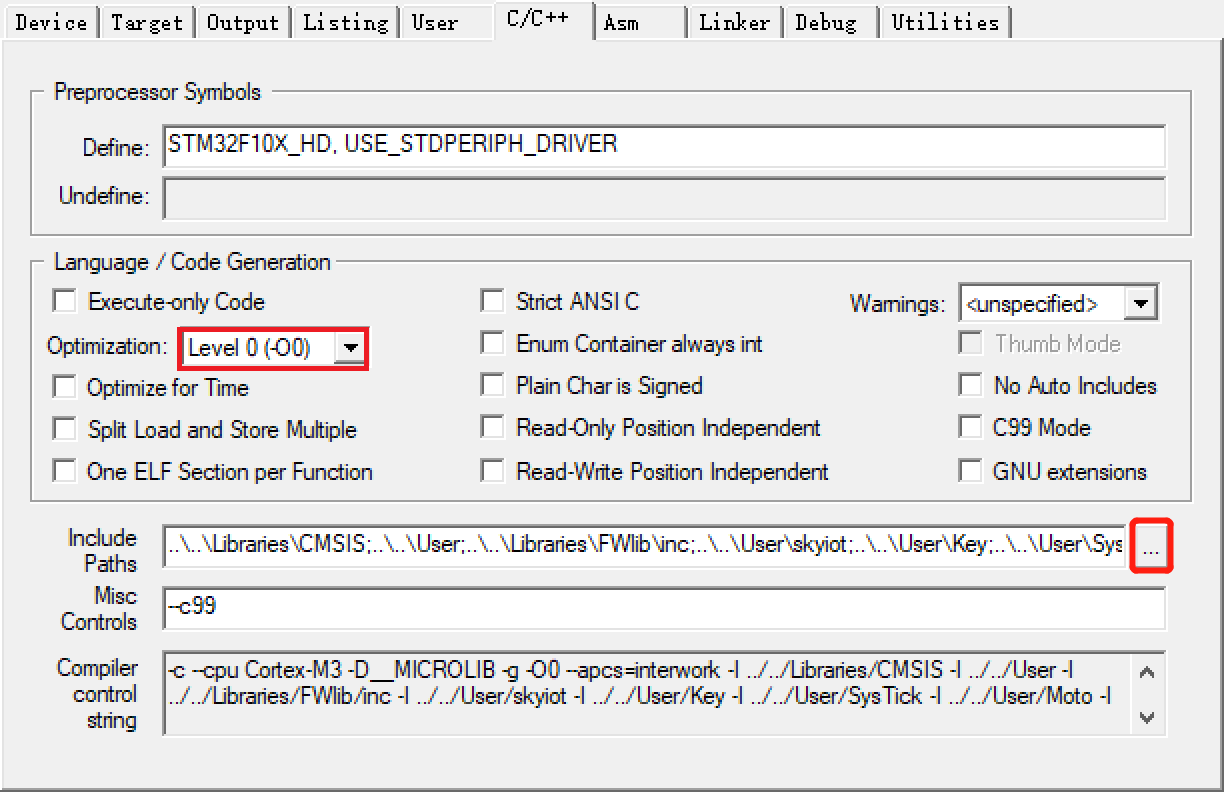 Device Target Output Listing User C/C++ Asm Linker Debug Utilities
Preprocessor Symbols
Define: STM32F10X_HD, USE_STDPERIPH_DRIVER
Undefine:
Language / Code Generation
Execute-only Code Strict ANSI C Warnings: <unspecified>
Optimization: Level 0 (-O0) Enum Container always int Thumb Mode
Optimize for Time Plain Char is Signed No Auto Includes
Split Load and Store Multiple Read-Only Position Independent C99 Mode
One ELF Section per Function Read-Write Position Independent GNU extensions
Include
Paths
..\..\Libraries\CMSIS;..\..\User;..\..\Libraries\FWlib\inc;..\..\User\skyiot;..\..\User\Key;..\..\User\Sys ...
Misc
Controls
--c99
Compiler
control
string
-c --cpu Cortex-M3 -D__MICROLIB -g -O0 --apcs=interwork -I ../../Libraries/CMSIS -I ../../User -I
../../Libraries/FWlib/inc -I ../../User/skyiot -I ../../User/Key -I ../../User/SysTick -I ../../User/Moto -I